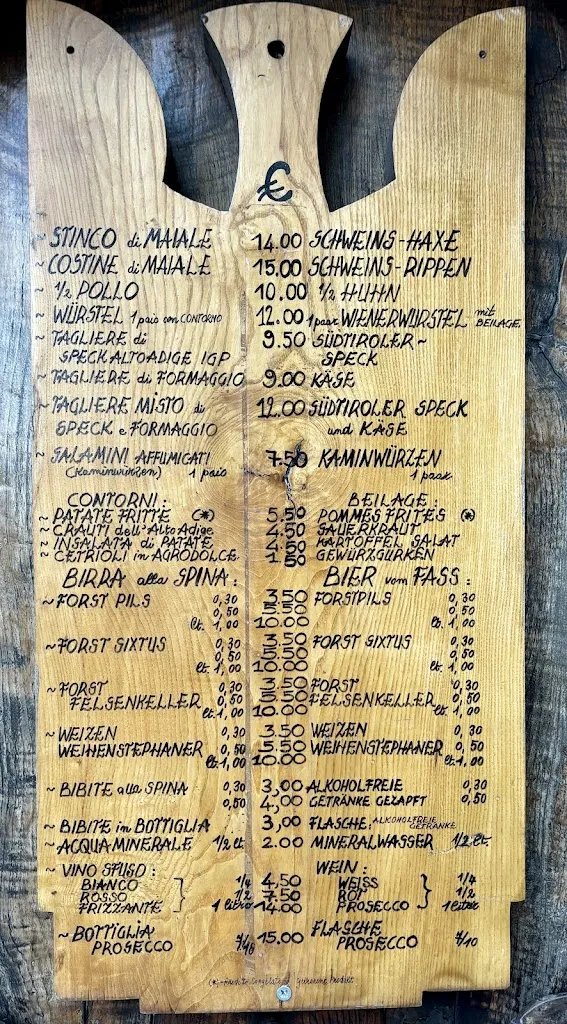 €
~ STINCO di MAIALE 14.00 SCHWEINS-HAXE
~ COSTINE di MAIALE 15.00 SCHWEINS-RIPPEN
~ 1/2 POLLO 10.00 1/2 HUHN
~ WÜRSTEL 1 paio con CONTORNO 12.00 1 paar WIENERWÜRSTEL mit BEILAGE
~ TAGLIERE di 9.50 SÜDTIROLER~
SPECK ALTO ADIGE IGP SPECK
~ TAGLIERE di FORMAGGIO 9.00 KÄSE
~ TAGLIERE MISTO di 12.00 SÜDTIROLER SPECK
SPECK e FORMAGGIO und KÄSE
~ SALAMINI AFFUMICATI 7.50 KAMINWÜRZEN
(Kaminwürzen) 1 paio 1 paar
CONTORNI: BEILAGE:
~ PATATE FRITTE (*) 5.50 POMMES FRITES (*)
~ CRAUTI dell'Alto Adige 4.50 SAUERKRAUT
~ INSALATA di PATATE 4.50 KARTOFFEL SALAT
~ CETRIOLI in AGRODOLCE 1.50 GEWÜRZGURKEN
BIRRA alla SPINA: BIER vom FASS:
~ FORST PILS 0,30 3.50 FORST PILS 0,30
0,50 5.50 0,50
lt. 1,00 10.00 lt. 1,00
~ FORST SIXTUS 0,30 3.50 FORST SIXTUS 0,30
0,50 5.50 0,50
lt. 1,00 10.00 lt. 1,00
~ FORST 0,30 3.50 FORST 0,30
FELSENKELLER 0,50 5.50 FELSENKELLER 0,50
lt. 1,00 10.00 lt. 1,00
~ WEIZEN 0,30 3.50 WEIZEN 0,30
WEIHENSTEPHANER 0,50 5.50 WEIHENSTEPHANER 0,50
lt. 1,00 10.00 lt. 1,00
~ BIBITE alla SPINA 0,30 3,00 ALKOHOLFREIE 0,30
0,50 4,00 GETRÄNKE GEZAPFT 0,50
~ BIBITE in BOTTIGLIA 3,00 FLASCHE: ALKOHOLFREIE GETRÄNKE
~ ACQUA MINERALE 1/2 lt. 2.00 MINERALWASSER 1/2 lt.
~ VINO SFUSO: WEIN:
BIANCO 1/4 4,50 WEISS 1/4
ROSSO 1/2 7.50 ROT 1/2
FRIZZANTE 1 litro 14.00 PROSECCO 1 liter
~ BOTTIGLIA 15.00 FLASCHE
PROSECCO 7/10 PROSECCO 7/10